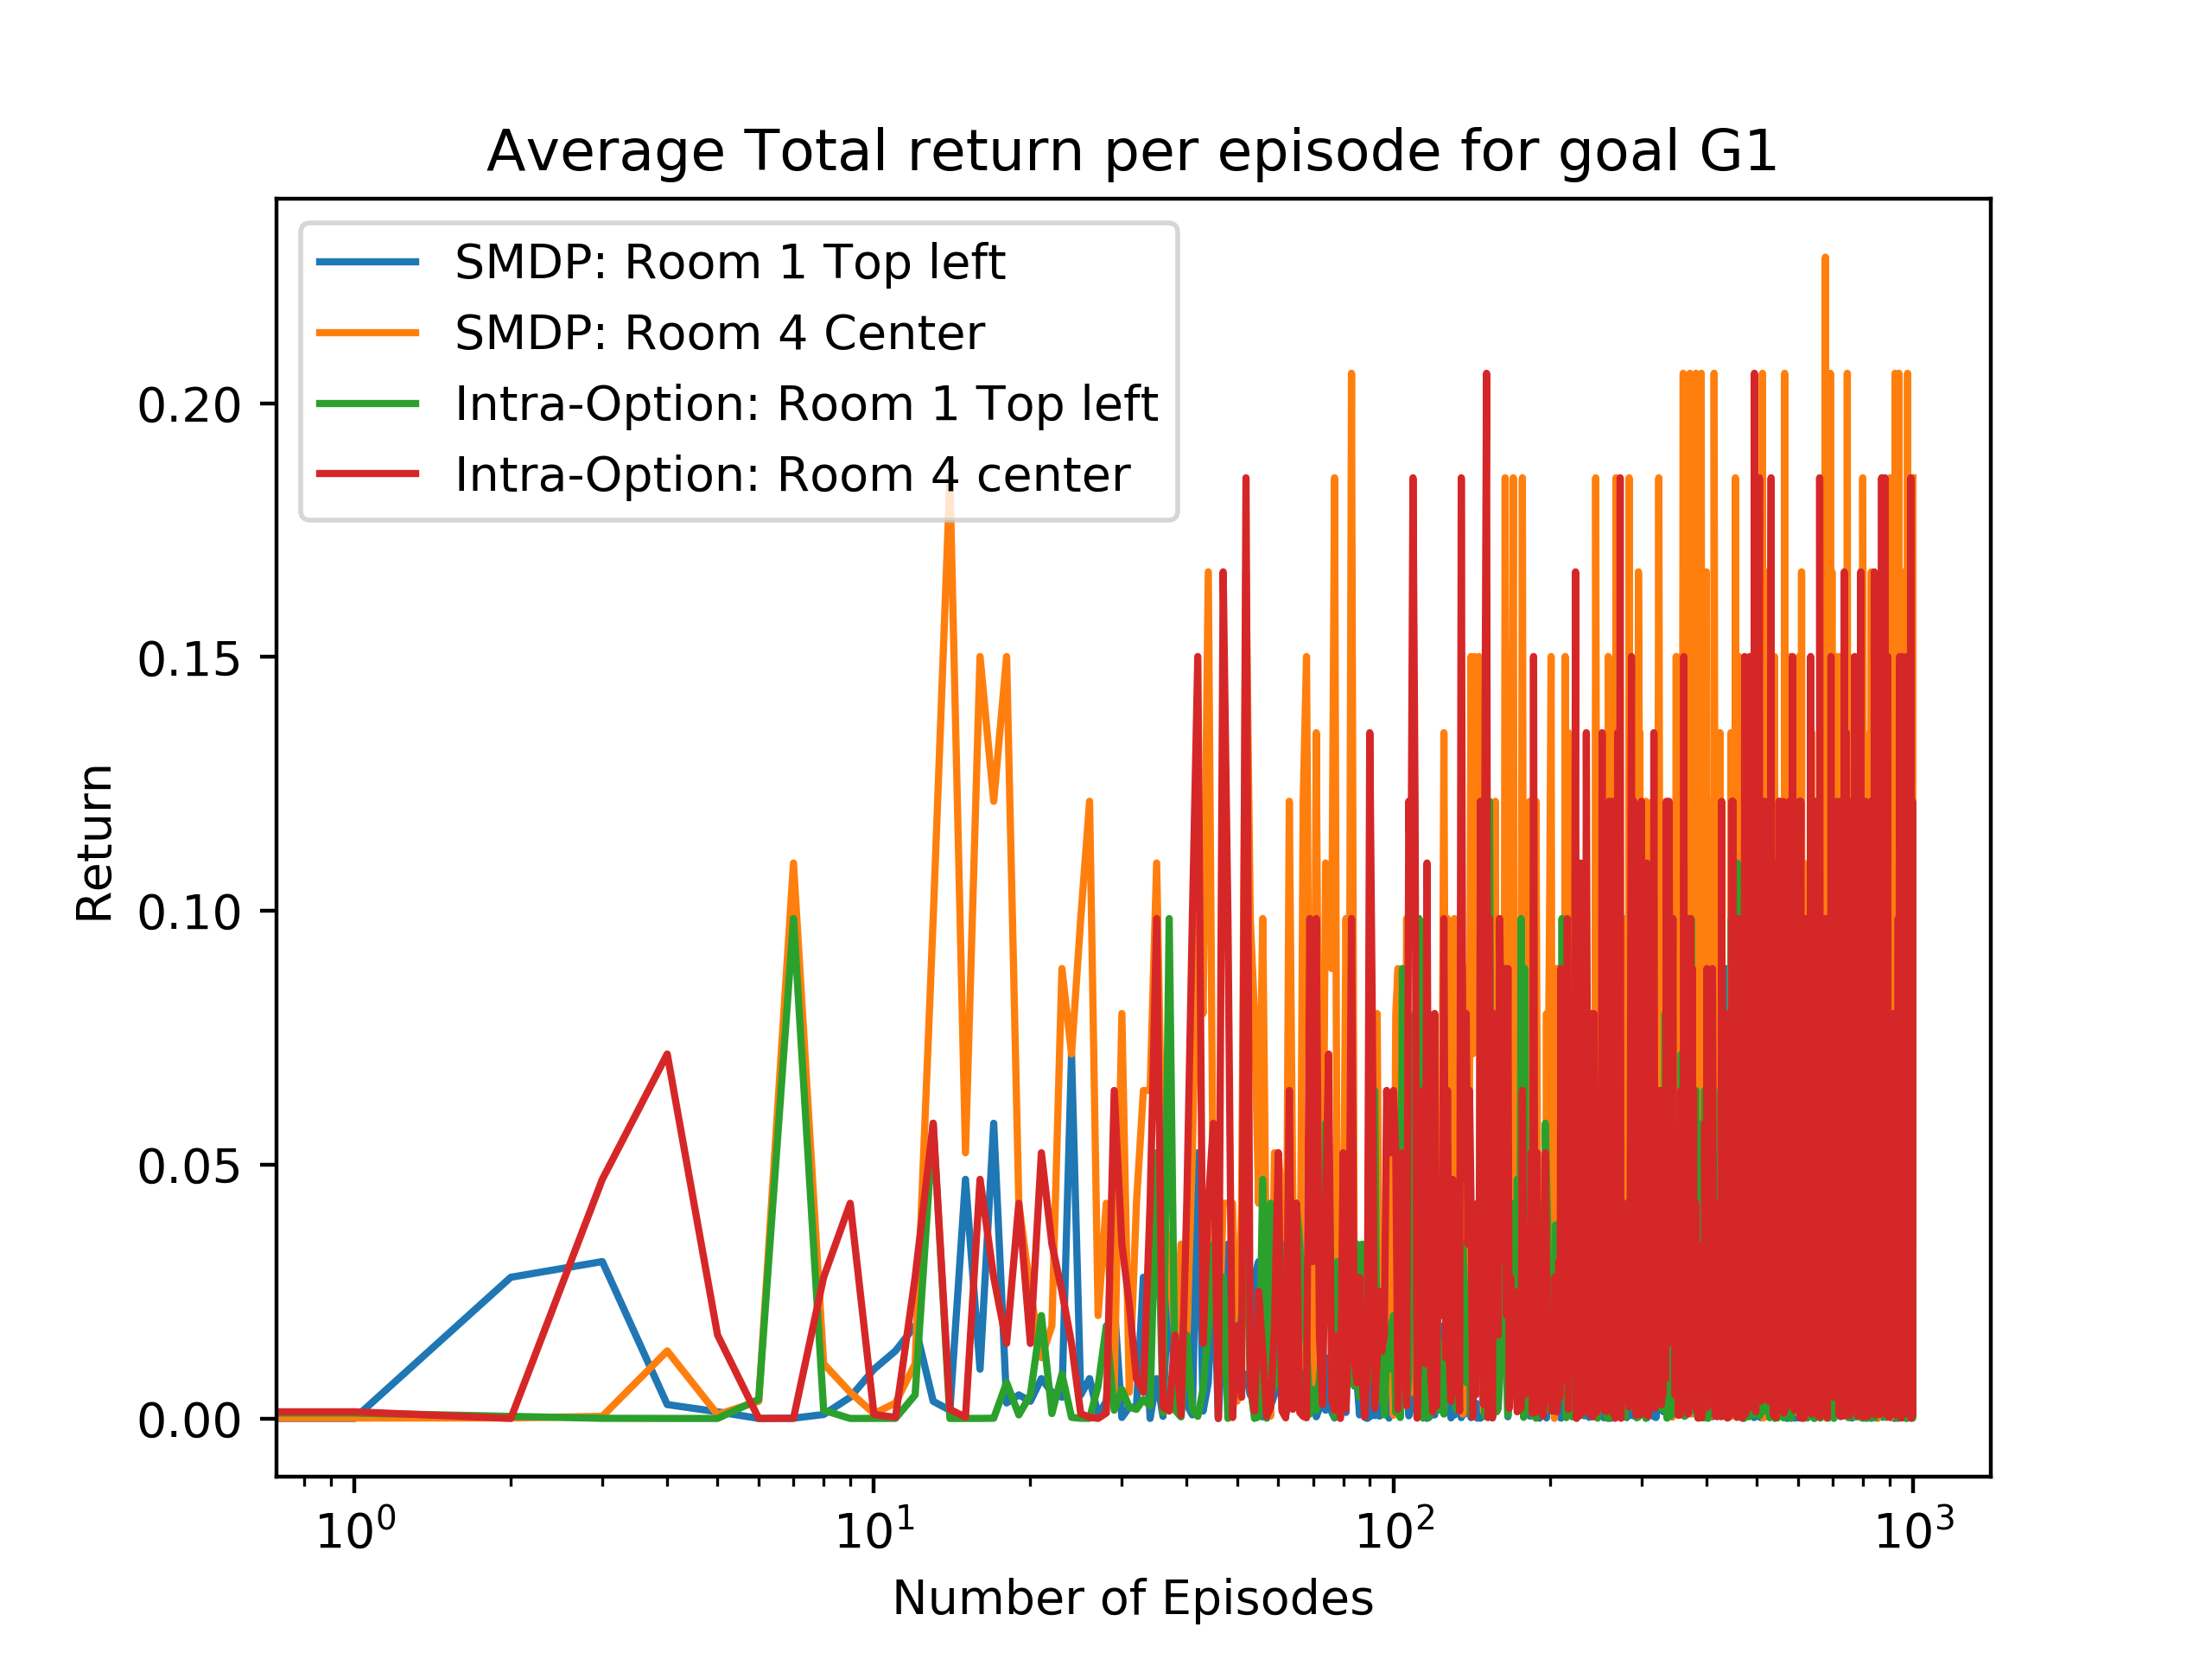 Average Total return per episode for goal G1
SMDP: Room 1 Top left
SMDP: Room 4 Center
Intra-Option: Room 1 Top left
Intra-Option: Room 4 center
0.20
0.15
0.10
0.05
0.00
Return
10⁰ 10¹ 10² 10³
Number of Episodes